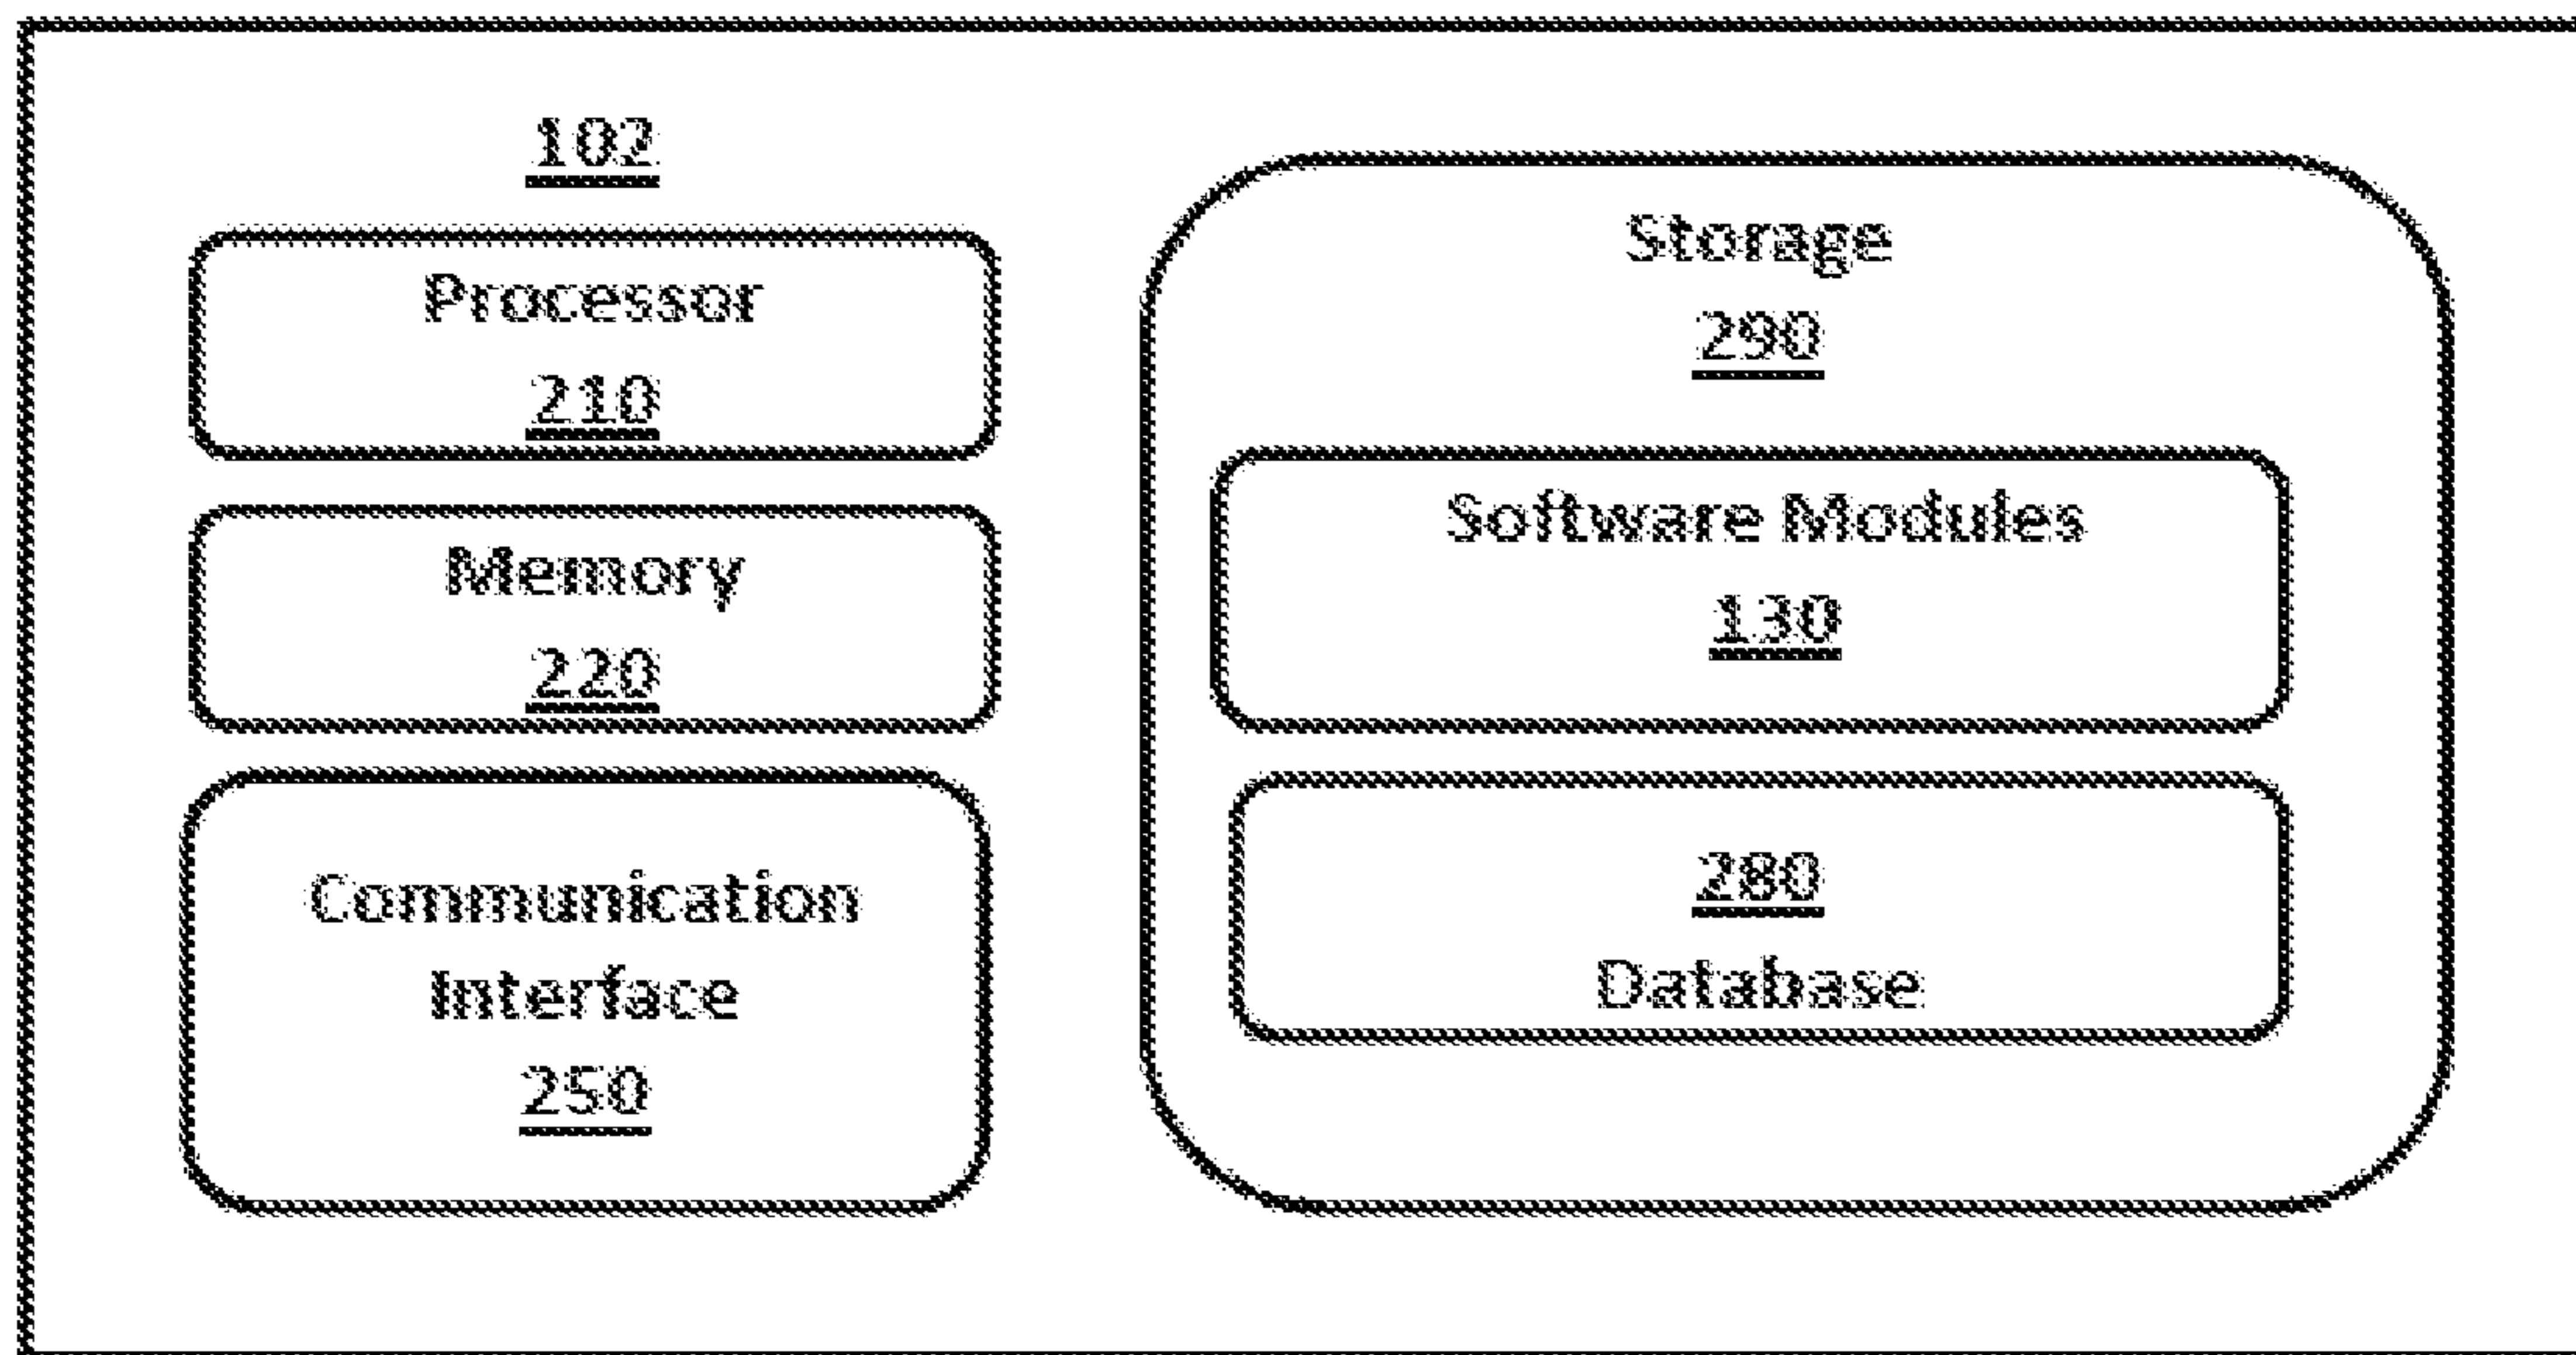 102
Processor
210
Memory
220
Communication
Interface
250
Storage
290
Software Modules
130
280
Database